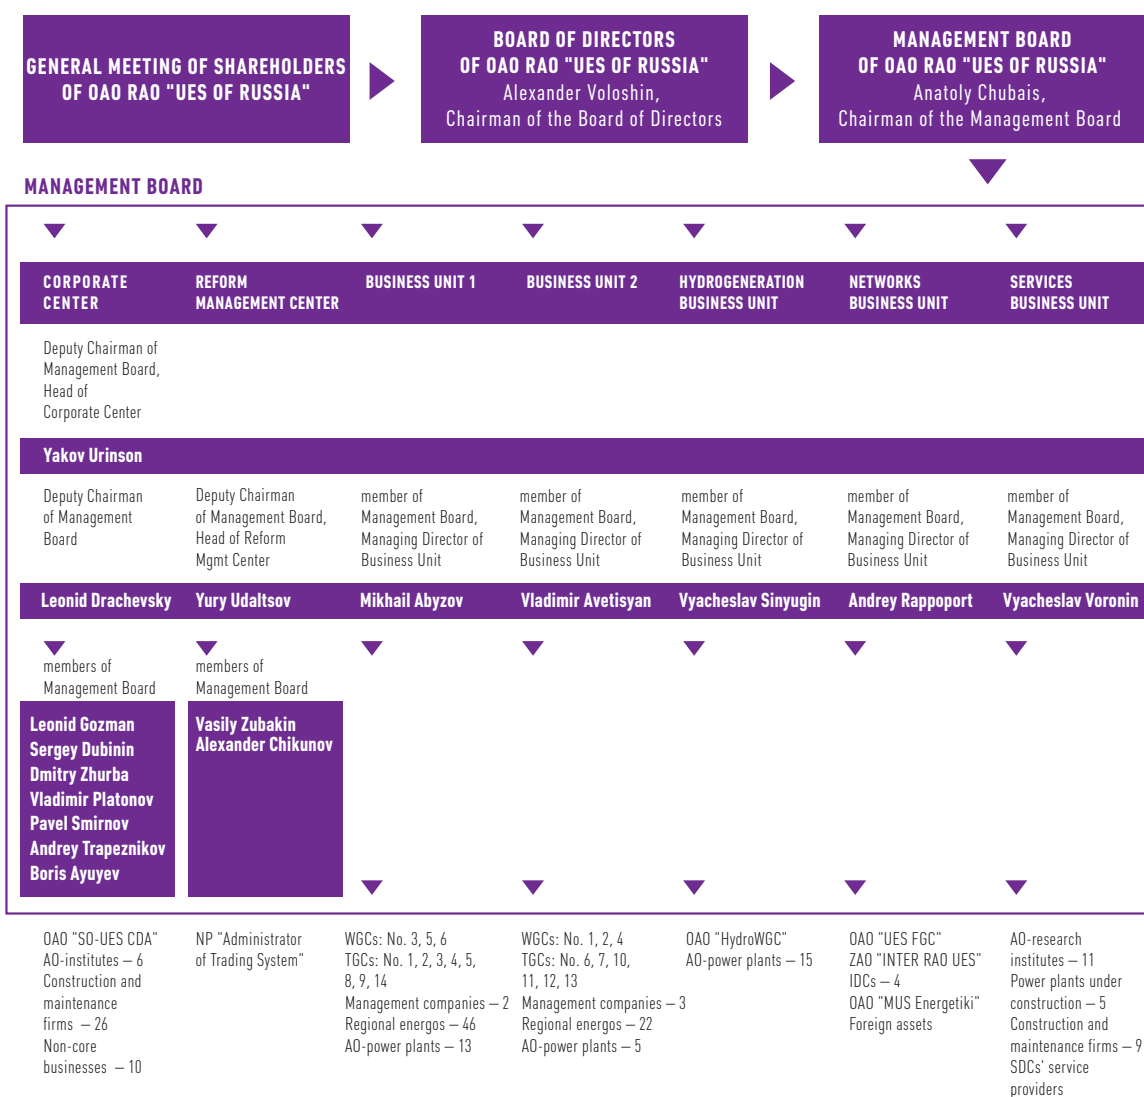 GENERAL MEETING OF SHAREHOLDERS
OF OAO RAO "UES OF RUSSIA"
BOARD OF DIRECTORS
OF OAO RAO "UES OF RUSSIA"
Alexander Voloshin,
Chairman of the Board of Directors
MANAGEMENT BOARD
OF OAO RAO "UES OF RUSSIA"
Anatoly Chubais,
Chairman of the Management Board
MANAGEMENT BOARD
CORPORATE
CENTER
REFORM
MANAGEMENT CENTER
BUSINESS UNIT 1
BUSINESS UNIT 2
HYDROGENERATION
BUSINESS UNIT
NETWORKS
BUSINESS UNIT
SERVICES
BUSINESS UNIT
Deputy Chairman of
Management Board,
Head of
Corporate Center
Yakov Urinson
Deputy Chairman
of Management
Board
Deputy Chairman
of Management Board,
Head of Reform
Mgmt Center
member of
Management Board,
Managing Director of
Business Unit
member of
Management Board,
Managing Director of
Business Unit
member of
Management Board,
Managing Director of
Business Unit
member of
Management Board,
Managing Director of
Business Unit
member of
Management Board,
Managing Director of
Business Unit
Leonid Drachevsky
Yury Udaltsov
Mikhail Abyzov
Vladimir Avetisyan
Vyacheslav Sinyugin
Andrey Rappoport
Vyacheslav Voronin
members of
Management Board
members of
Management Board
Leonid Gozman
Sergey Dubinin
Dmitry Zhurba
Vladimir Platonov
Pavel Smirnov
Andrey Trapeznikov
Boris Ayuyev
Vasily Zubakin
Alexander Chikunov
OAO "SO-UES CDA"
AO-institutes – 6
Construction and
maintenance
firms – 26
Non-core
businesses – 10
NP "Administrator
of Trading System"
WGCs: No. 3, 5, 6
TGCs: No. 1, 2, 3, 4, 5,
8, 9, 14
Management companies – 2
Regional energos – 46
AO-power plants – 13
WGCs: No. 1, 2, 4
TGCs: No. 6, 7, 10,
11, 12, 13
Management companies – 3
Regional energos – 22
AO-power plants – 5
OAO "HydroWGC"
AO-power plants – 15
OAO "UES FGC"
ZAO "INTER RAO UES"
IDCs – 4
OAO "MUS Energetiki"
Foreign assets
AO-research
institutes – 11
Power plants under
construction – 5
Construction and
maintenance firms – 9
SDCs' service
providers